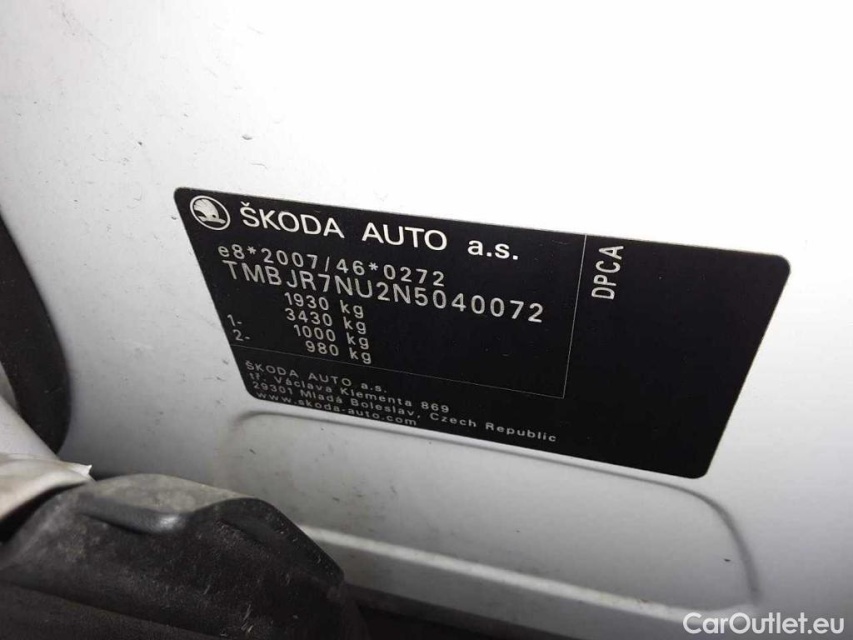 ŠKODA AUTO a.s.
e8*2007/46*0272
TMBJR7NU2N5040072
1930 kg
3430 kg
1- 1000 kg
2- 980 kg
ŠKODA AUTO a.s.
tř. Václava Klementa 869
29301 Mladá Boleslav, Czech Republic
www.skoda-auto.com
DPCA
CarOutlet.eu